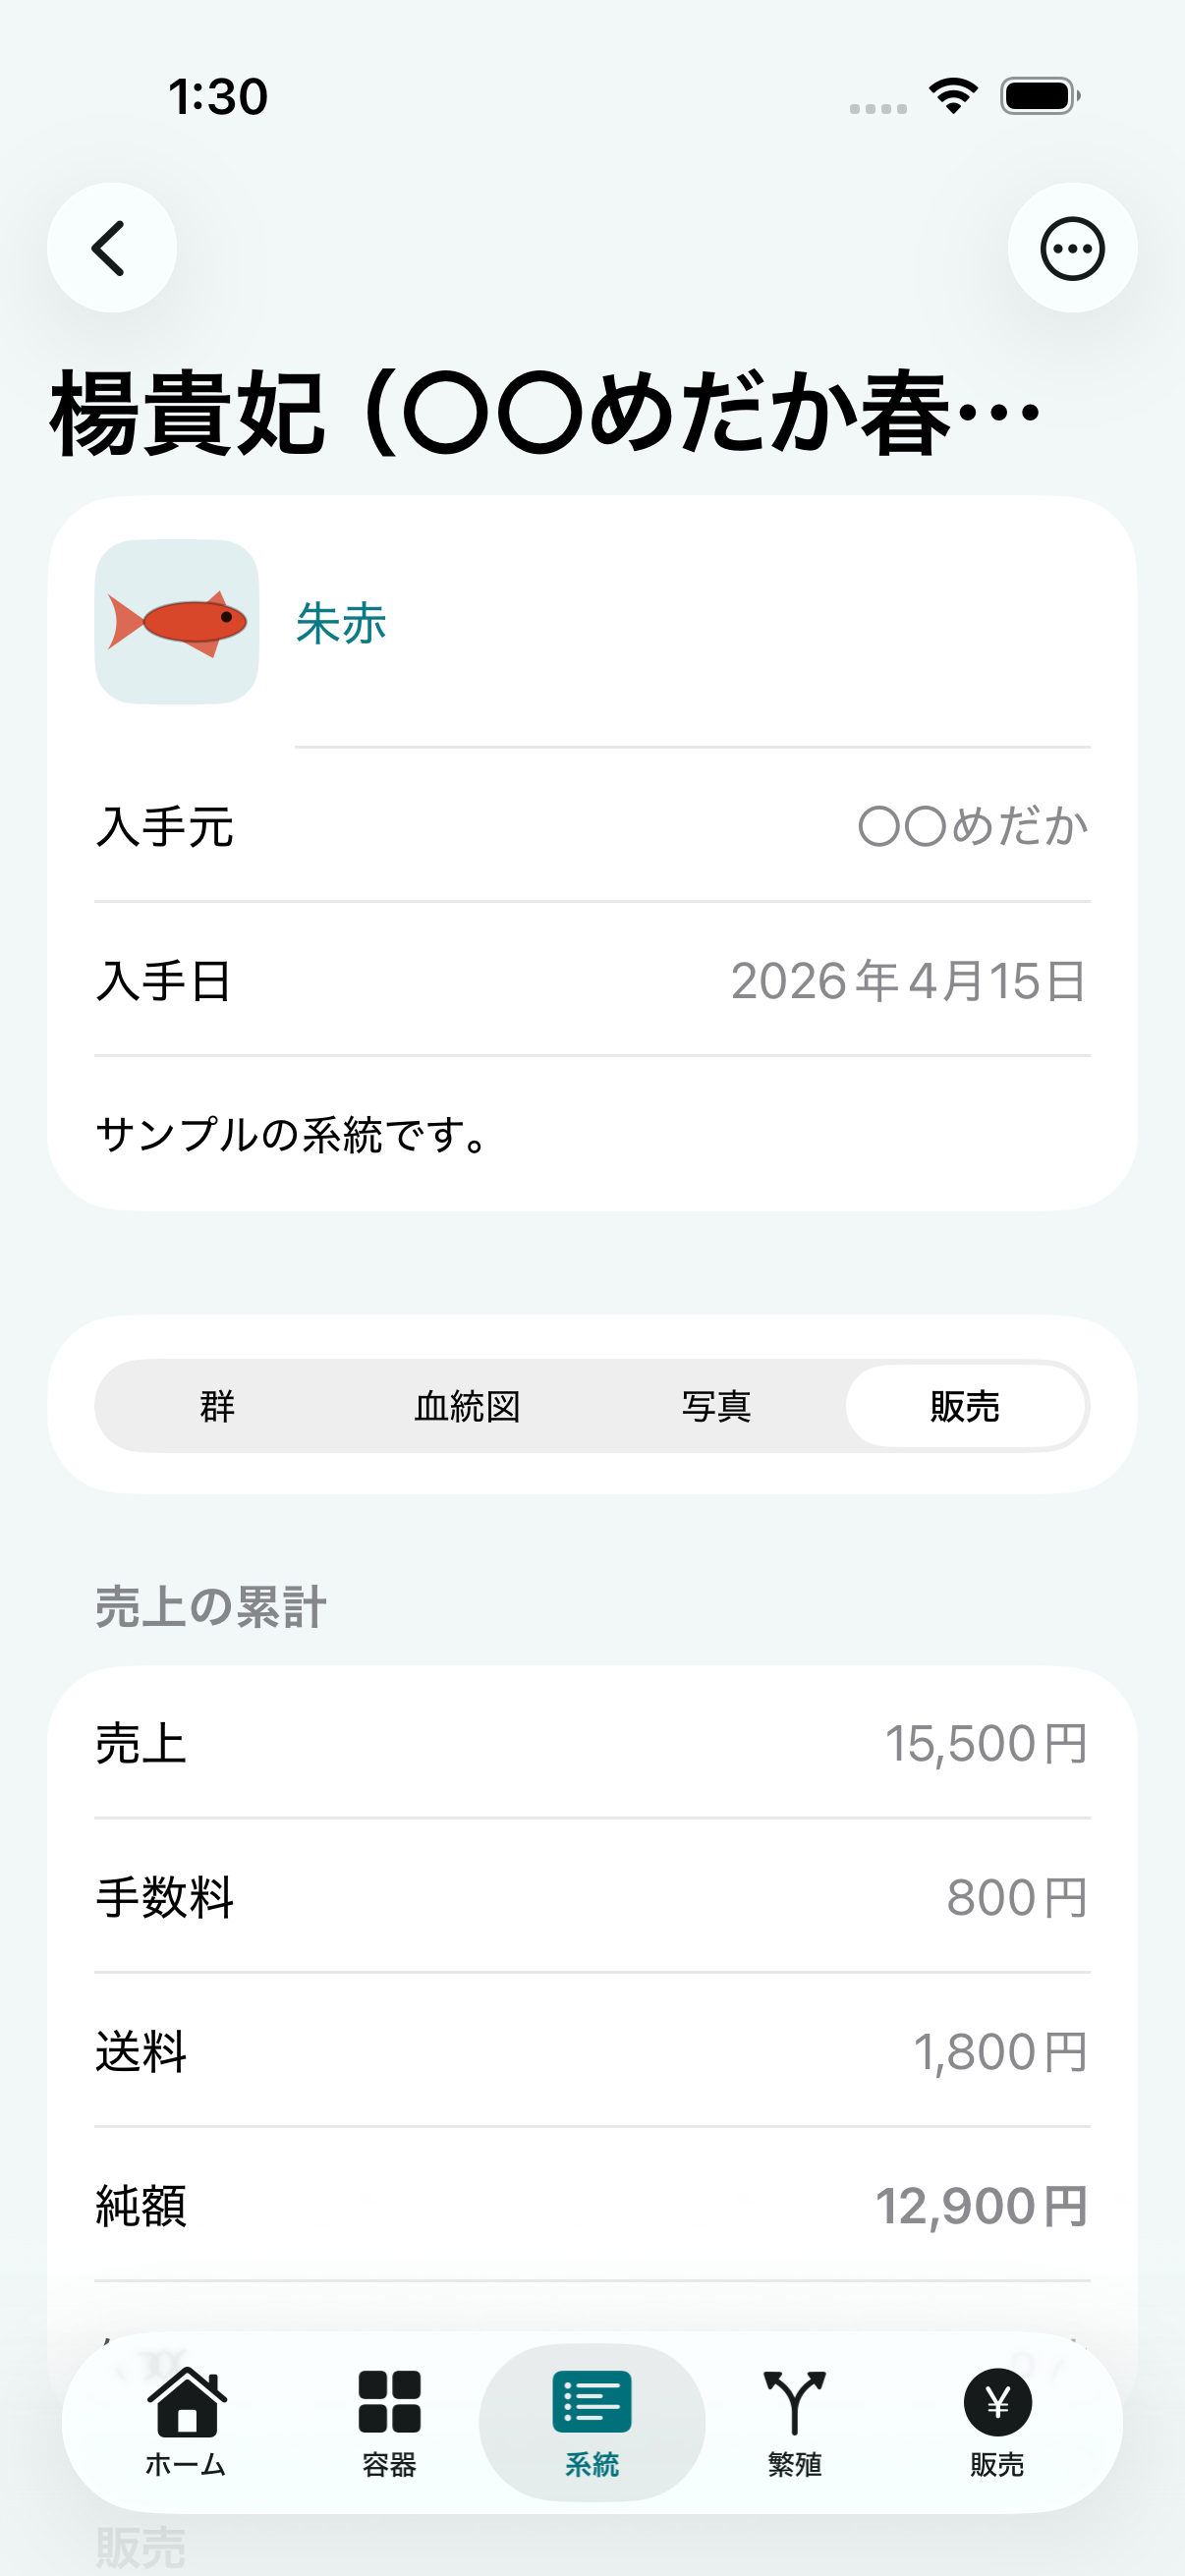 1:30
楊貴妃（〇〇めだか春…
朱赤
入手元 〇〇めだか
入手日 2026年4月15日
サンプルの系統です。
群 血統図 写真 販売
売上の累計
売上 15,500円
手数料 800円
送料 1,800円
純額 12,900円
ホーム 容器 系統 繁殖 販売
販売